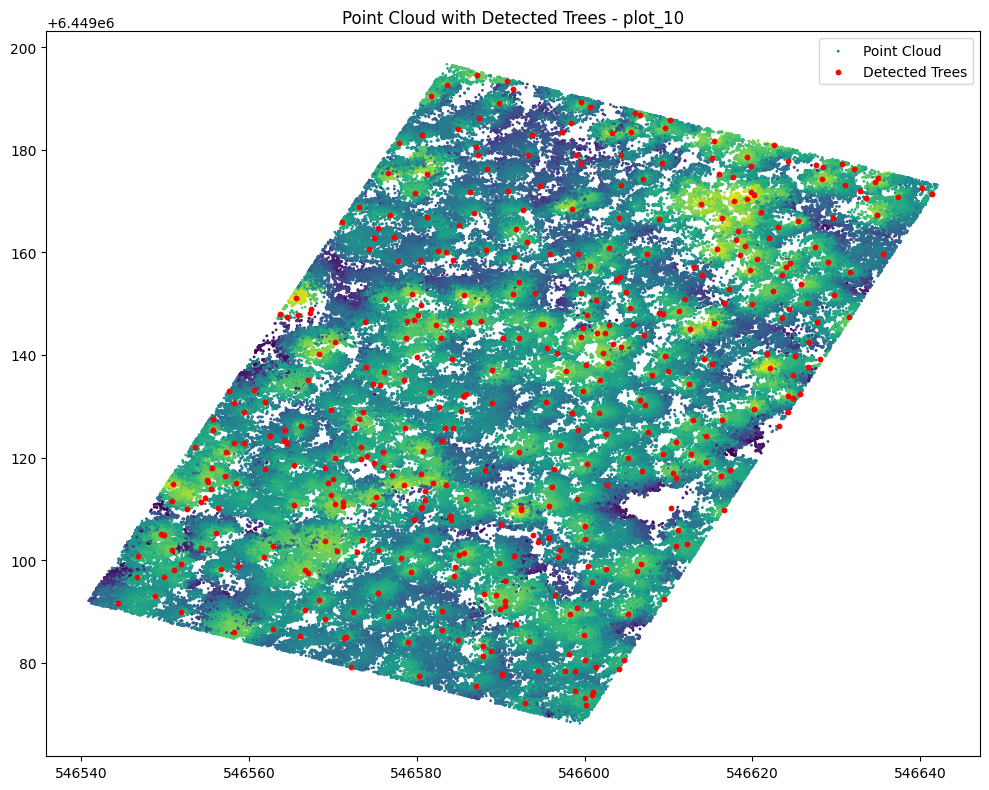 Point Cloud with Detected Trees - plot_10
+6.449e6
Point Cloud
Detected Trees
200
180
160
140
120
100
80
546540 546560 546580 546600 546620 546640